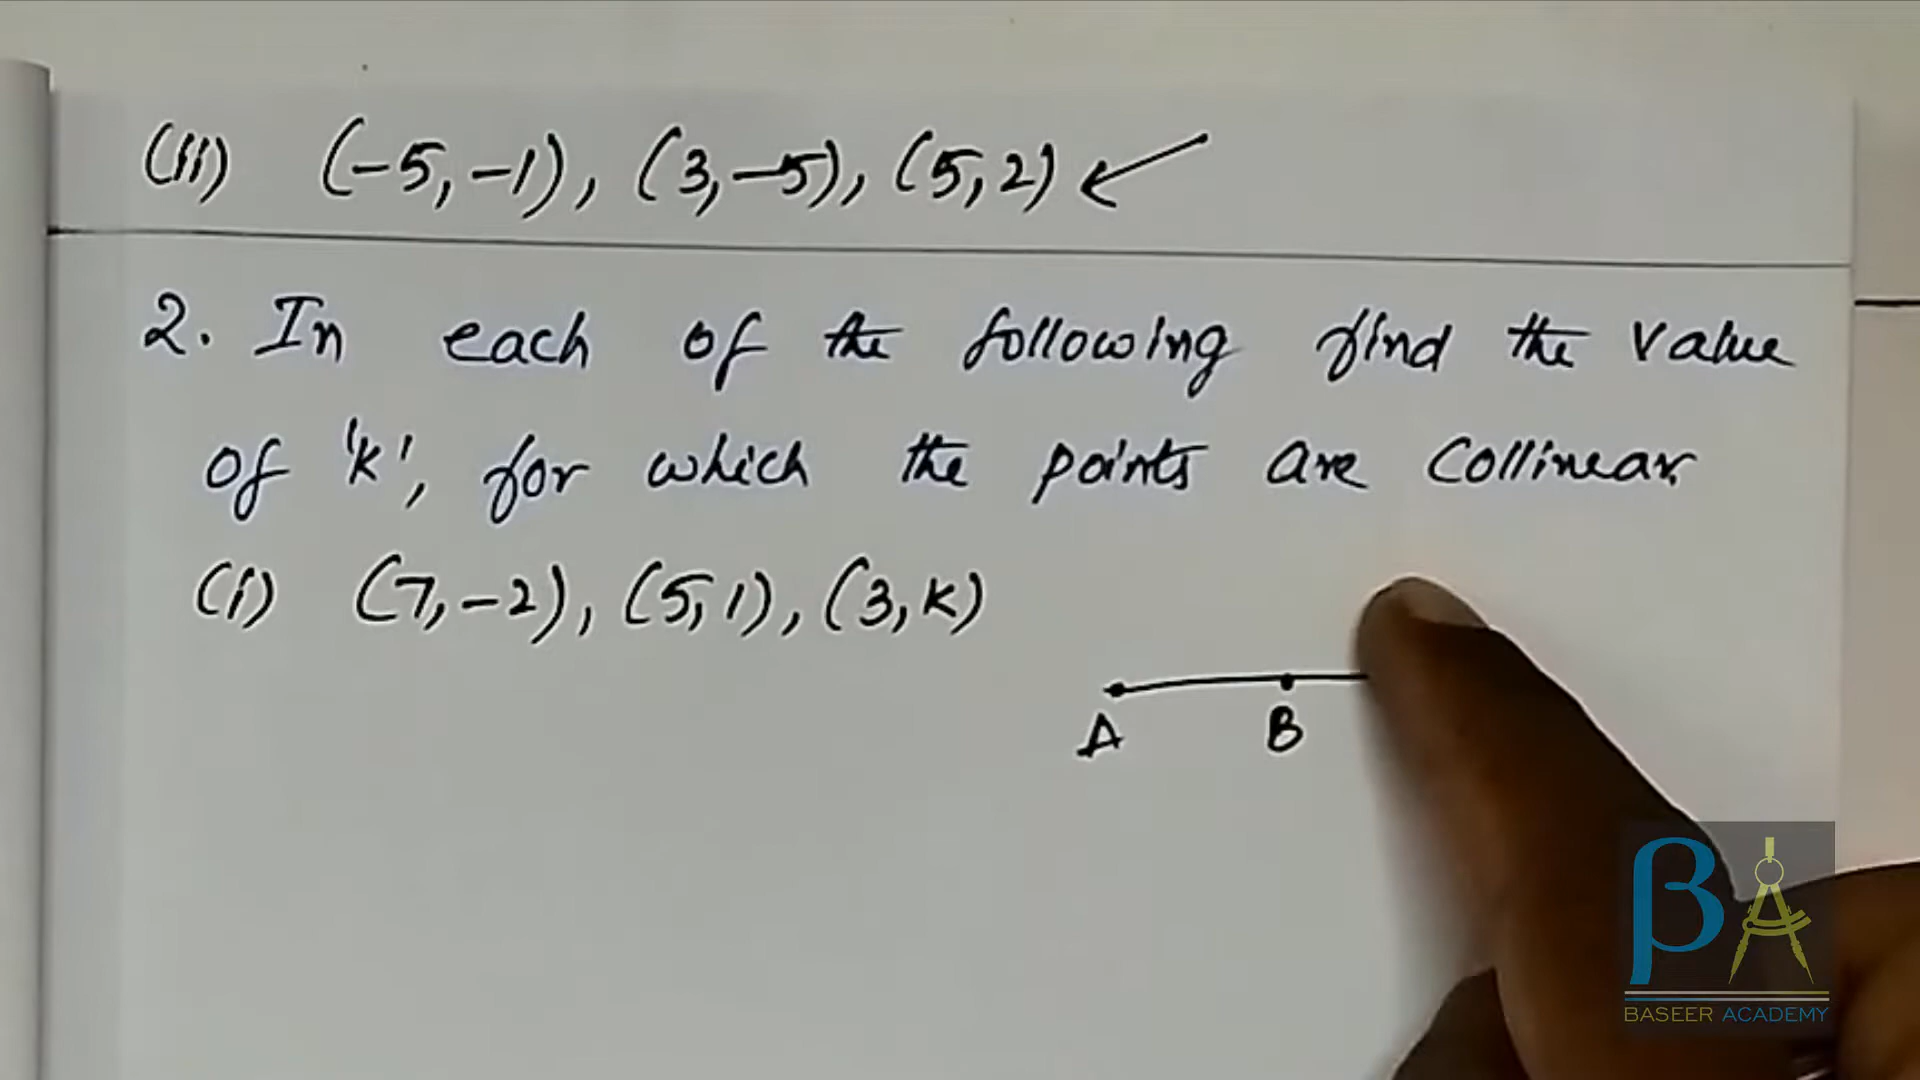 (ii) (-5,-1), (3,-5), (5,2)
2. In each of the following find the value
of 'k', for which the points are collinear.
(i) (7,-2), (5,1), (3,k)
A B
BA
BASEER ACADEMY